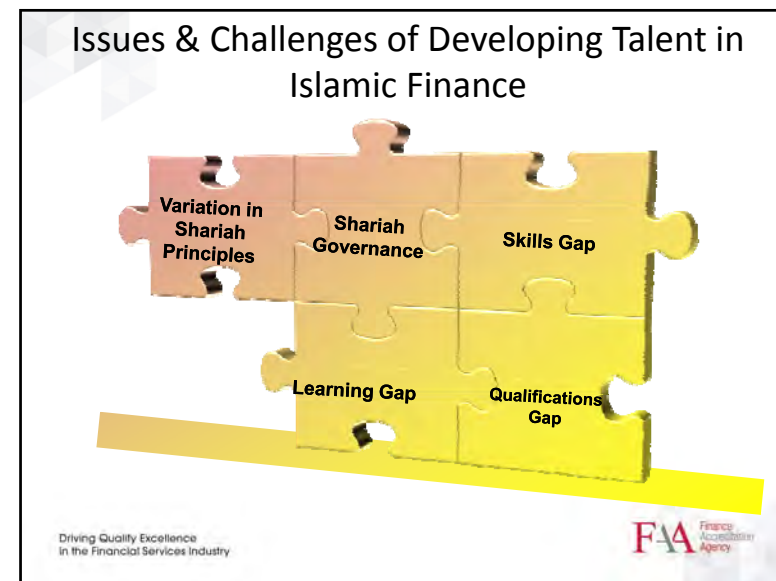 Issues & Challenges of Developing Talent in
Islamic Finance
Variation in
Shariah
Principles
Shariah
Governance
Skills Gap
Learning Gap
Qualifications
Gap
Driving Quality Excellence
in the Financial Services Industry
FAA
Finance
Accreditation
Agency